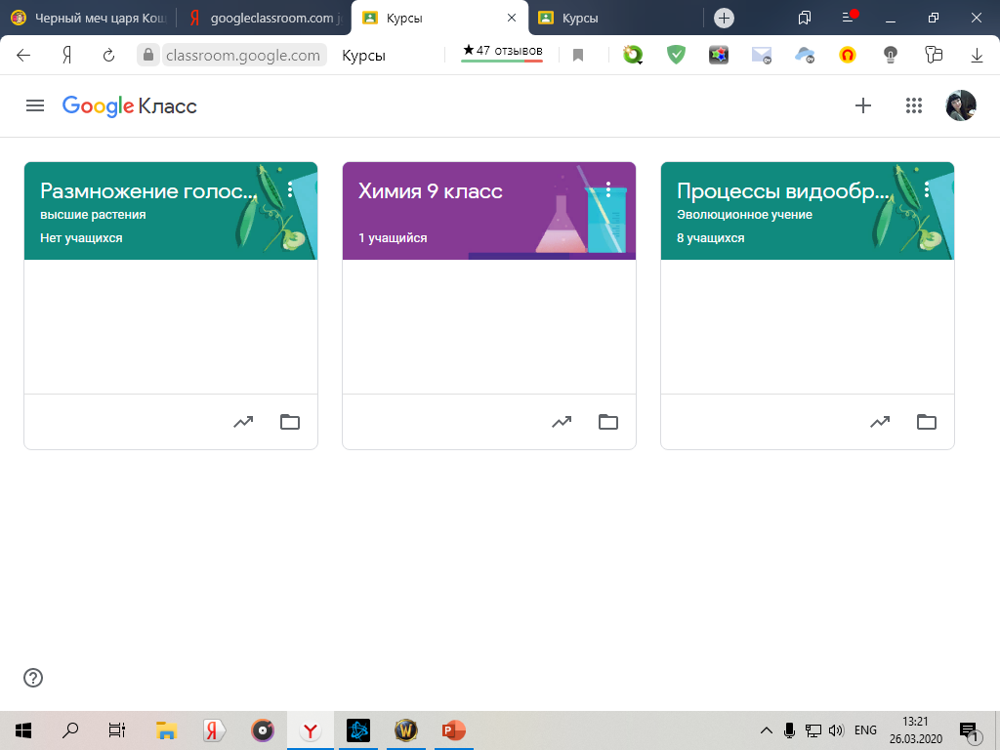 Черный меч царя Кощ
googleclassroom.com
Курсы
Курсы
classroom.google.com
Курсы
★47 отзывов
Google Класс
Размножение голос...
высшие растения
Нет учащихся
Химия 9 класс
1 учащийся
Процессы видообр...
Эволюционное учение
8 учащихся
ENG
13:21
26.03.2020
1